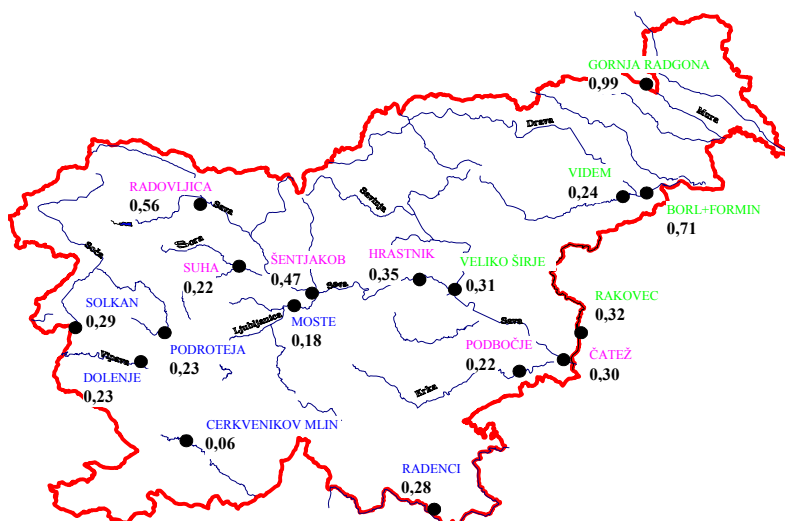 GORNJA RADGONA
0,99
Mura
Drava
VIDEM
0,24
BORL+FORMIN
0,71
RADOVLJICA
0,56
Sava
Savinja
Sora
Soča
SUHA
0,22
ŠENTJAKOB
0,47
Sava
HRASTNIK
0,35
VELIKO ŠIRJE
0,31
SOLKAN
0,29
Ljubljanica
MOSTE
0,18
Sava
RAKOVEC
0,32
PODROTEJA
0,23
Vipava
DOLENJE
0,23
PODBOČJE
0,22
ČATEŽ
0,30
Krka
CERKVENIKOV MLIN
0,06
RADENCI
0,28